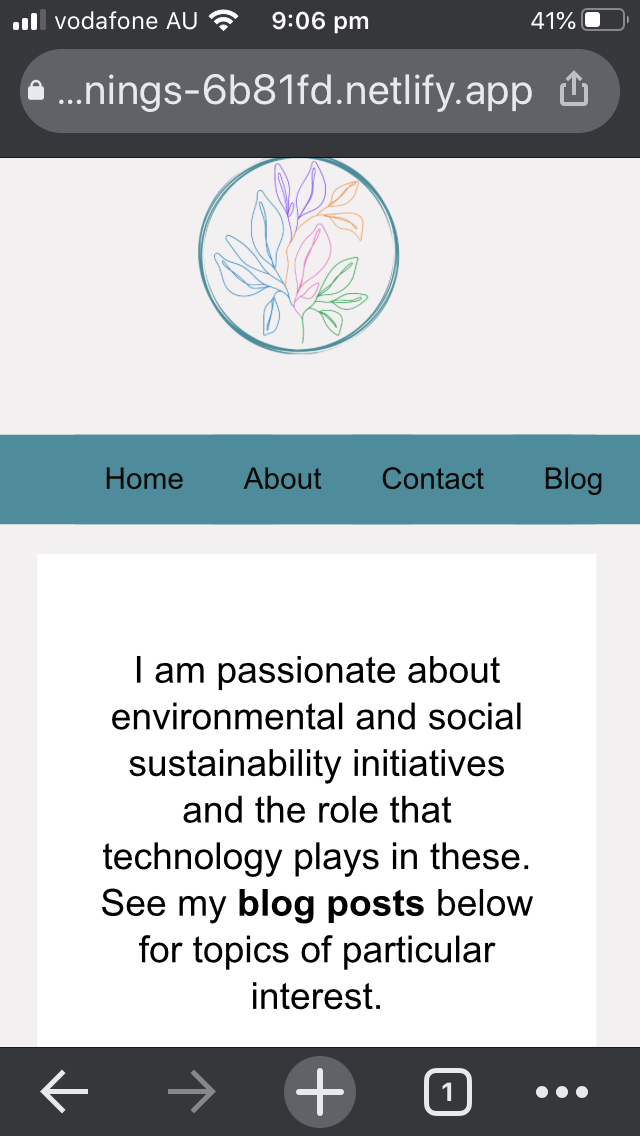 vodafone AU 9:06 pm 41%
...nings-6b81fd.netlify.app
Home About Contact Blog
I am passionate about
environmental and social
sustainability initiatives
and the role that
technology plays in these.
See my blog posts below
for topics of particular
interest.
1